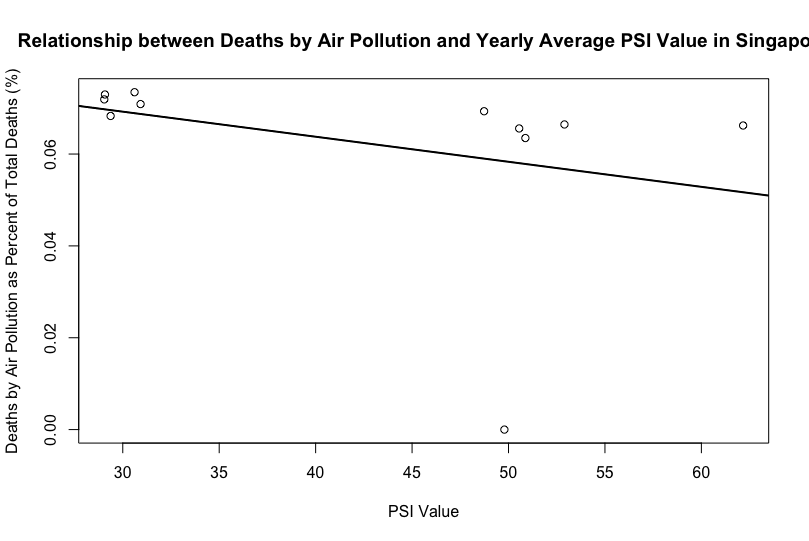 Relationship between Deaths by Air Pollution and Yearly Average PSI Value in Singapo
Deaths by Air Pollution as Percent of Total Deaths (%)
0.06
0.04
0.02
0.00
30 35 40 45 50 55 60
PSI Value